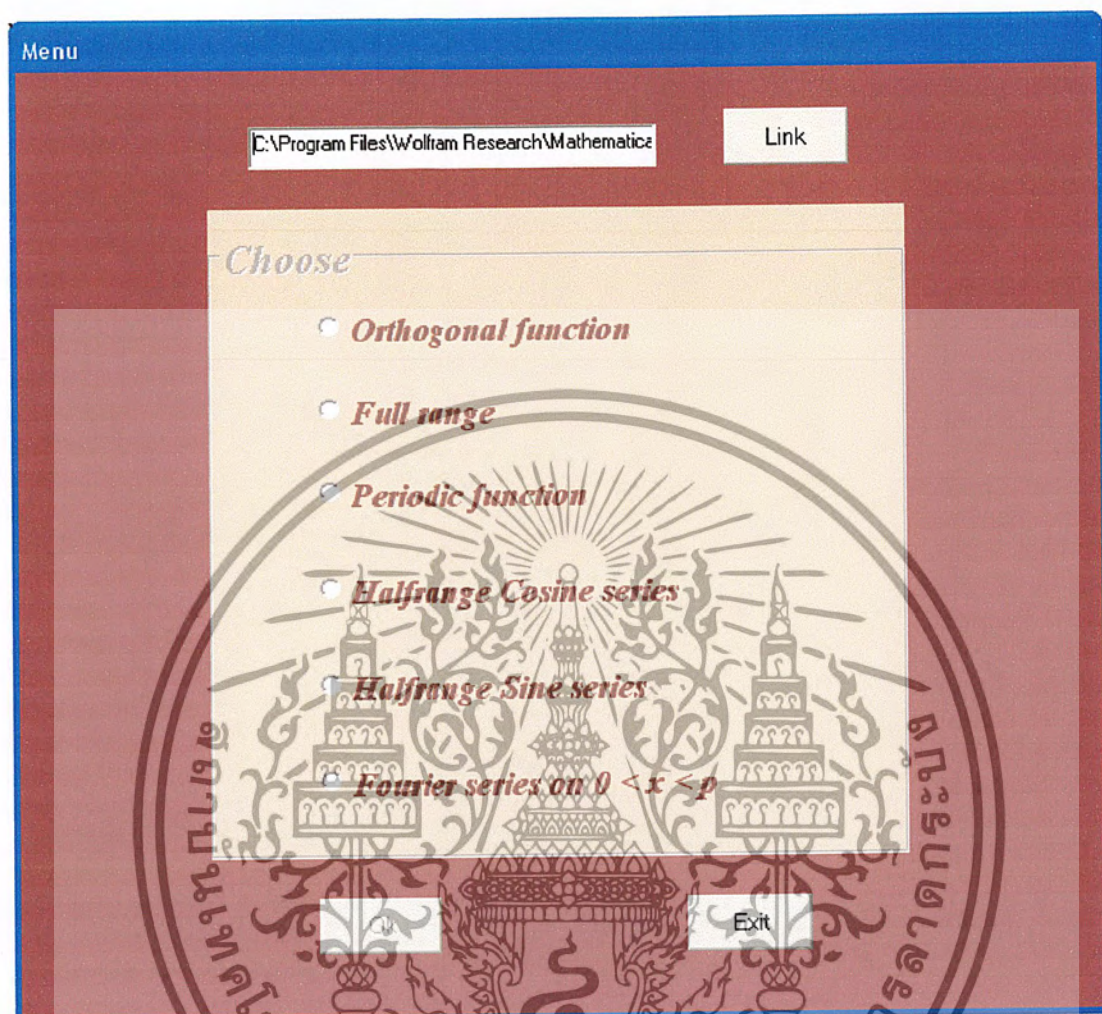 Menu
C:\Program Files\Wolfram Research\Mathematica
Link
Choose
Orthogonal function
Full range
Periodic function
Halfrange Cosine series
Halfrange Sine series
Fourier series on 0 < x < p
Ok
Exit